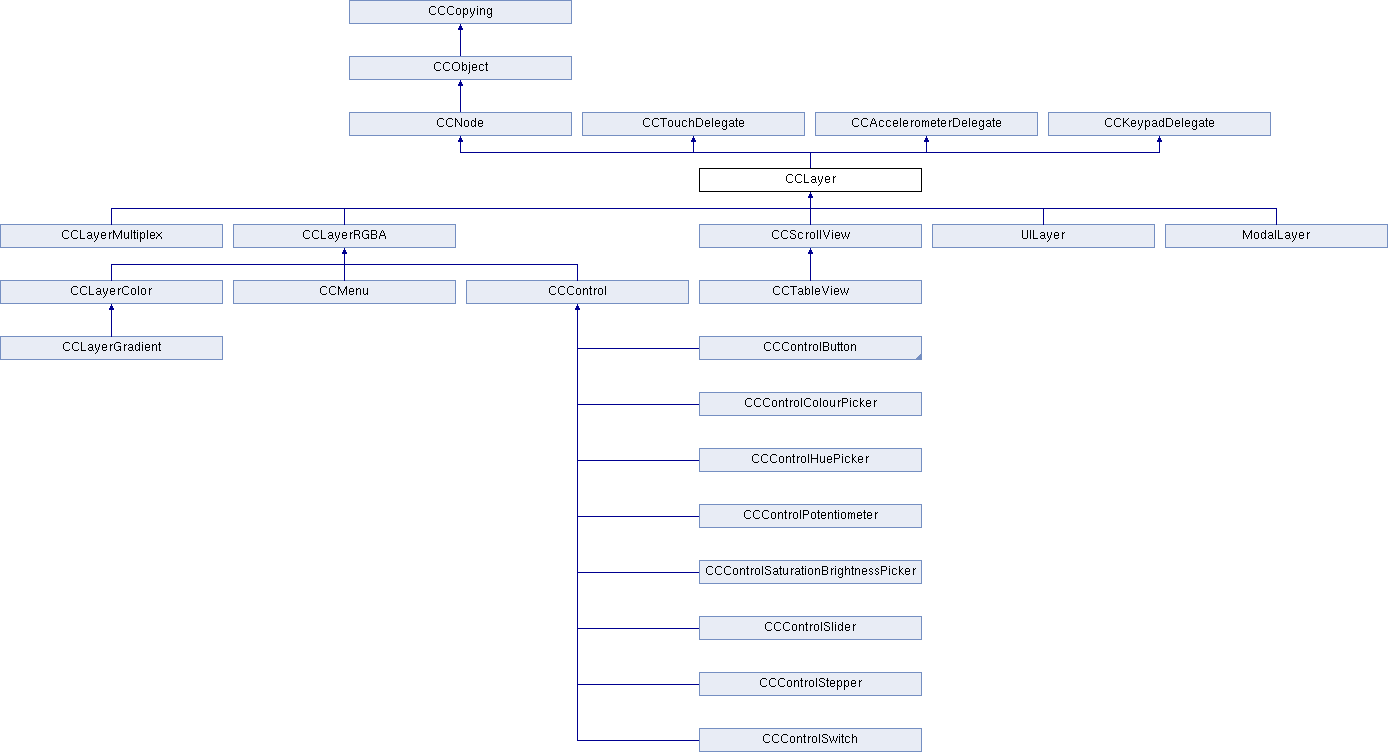 CCCopying
CCObject
CCNode
CCTouchDelegate
CCAccelerometerDelegate
CCKeypadDelegate
CCLayer
CCLayerMultiplex
CCLayerRGBA
CCScrollView
UILayer
ModalLayer
CCLayerColor
CCMenu
CCControl
CCTableView
CCLayerGradient
CCControlButton
CCControlColourPicker
CCControlHuePicker
CCControlPotentiometer
CCControlSaturationBrightnessPicker
CCControlSlider
CCControlStepper
CCControlSwitch